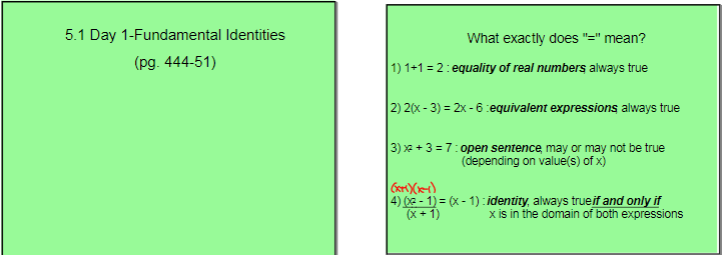 5.1 Day 1-Fundamental Identities
(pg. 444-51)
What exactly does "=" mean?
1) 1+1 = 2 : equality of real numbers, always true
2) 2(x - 3) = 2x - 6 : equivalent expressions, always true
3) x² + 3 = 7 : open sentence, may or may not be true
(depending on value(s) of x)
(x+1)(x-1)
4) (x² - 1) = (x - 1) : identity, always true if and only if
(x + 1) x is in the domain of both expressions